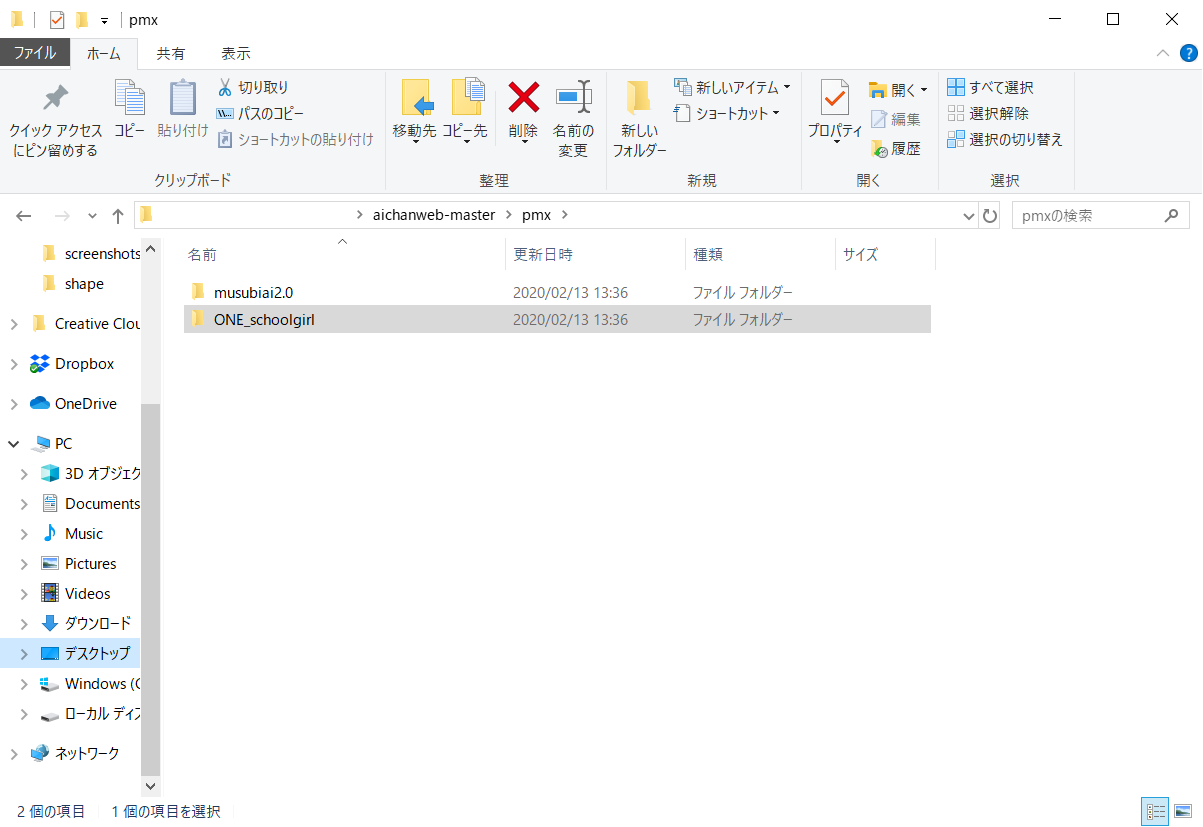 pmx
ファイル ホーム 共有 表示
クイック アクセス
にピン留めする
コピー
貼り付け
切り取り
パスのコピー
ショートカットの貼り付け
クリップボード
移動先
コピー先
削除
名前の
変更
整理
新しい
フォルダー
新しいアイテム
ショートカット
新規
プロパティ
開く
編集
履歴
開く
すべて選択
選択解除
選択の切り替え
選択
aichanweb-master pmx
pmxの検索
screenshots
shape
Creative Clou
Dropbox
OneDrive
PC
3D オブジェク
Documents
Music
Pictures
Videos
ダウンロード
デスクトップ
Windows (C
ローカル ディス
ネットワーク
名前 更新日時 種類 サイズ
musubiai2.0 2020/02/13 13:36 ファイル フォルダー
ONE_schoolgirl 2020/02/13 13:36 ファイル フォルダー
2 個の項目 1 個の項目を選択